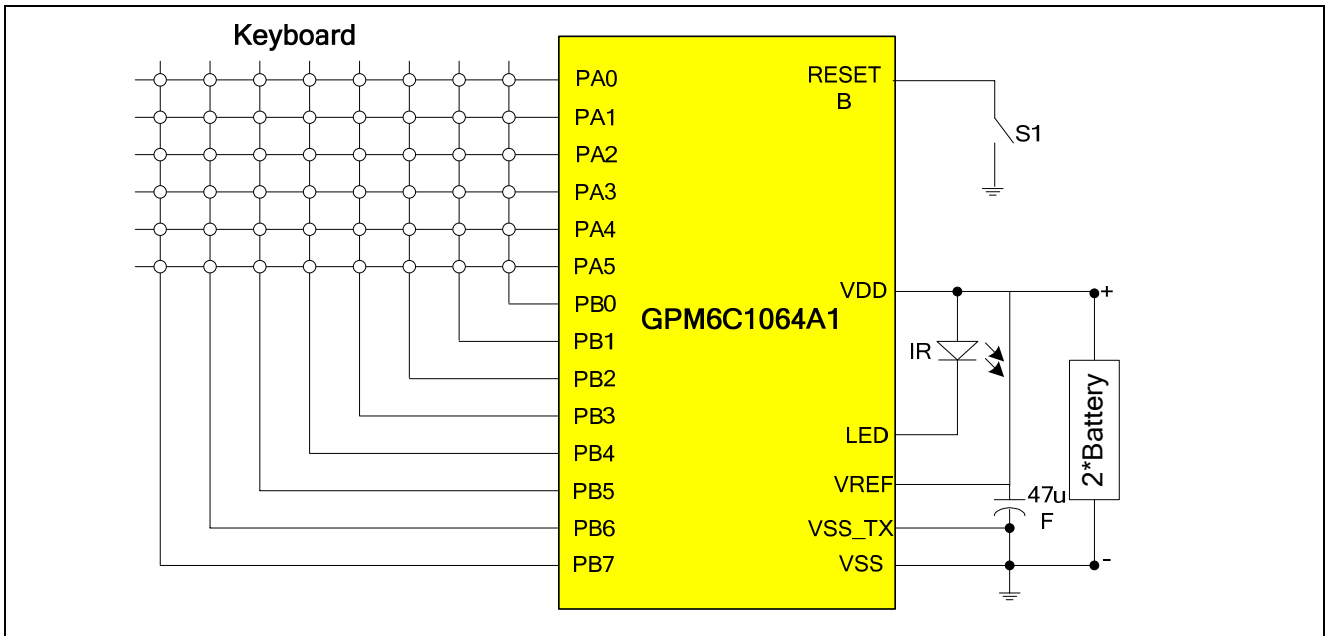 Keyboard
PA0
PA1
PA2
PA3
PA4
PA5
PB0
PB1
PB2
PB3
PB4
PB5
PB6
PB7
GPM6C1064A1
RESET
B
S1
VDD
+
IR
LED
VREF
VSS_TX
VSS
47u
F
2*Battery
-